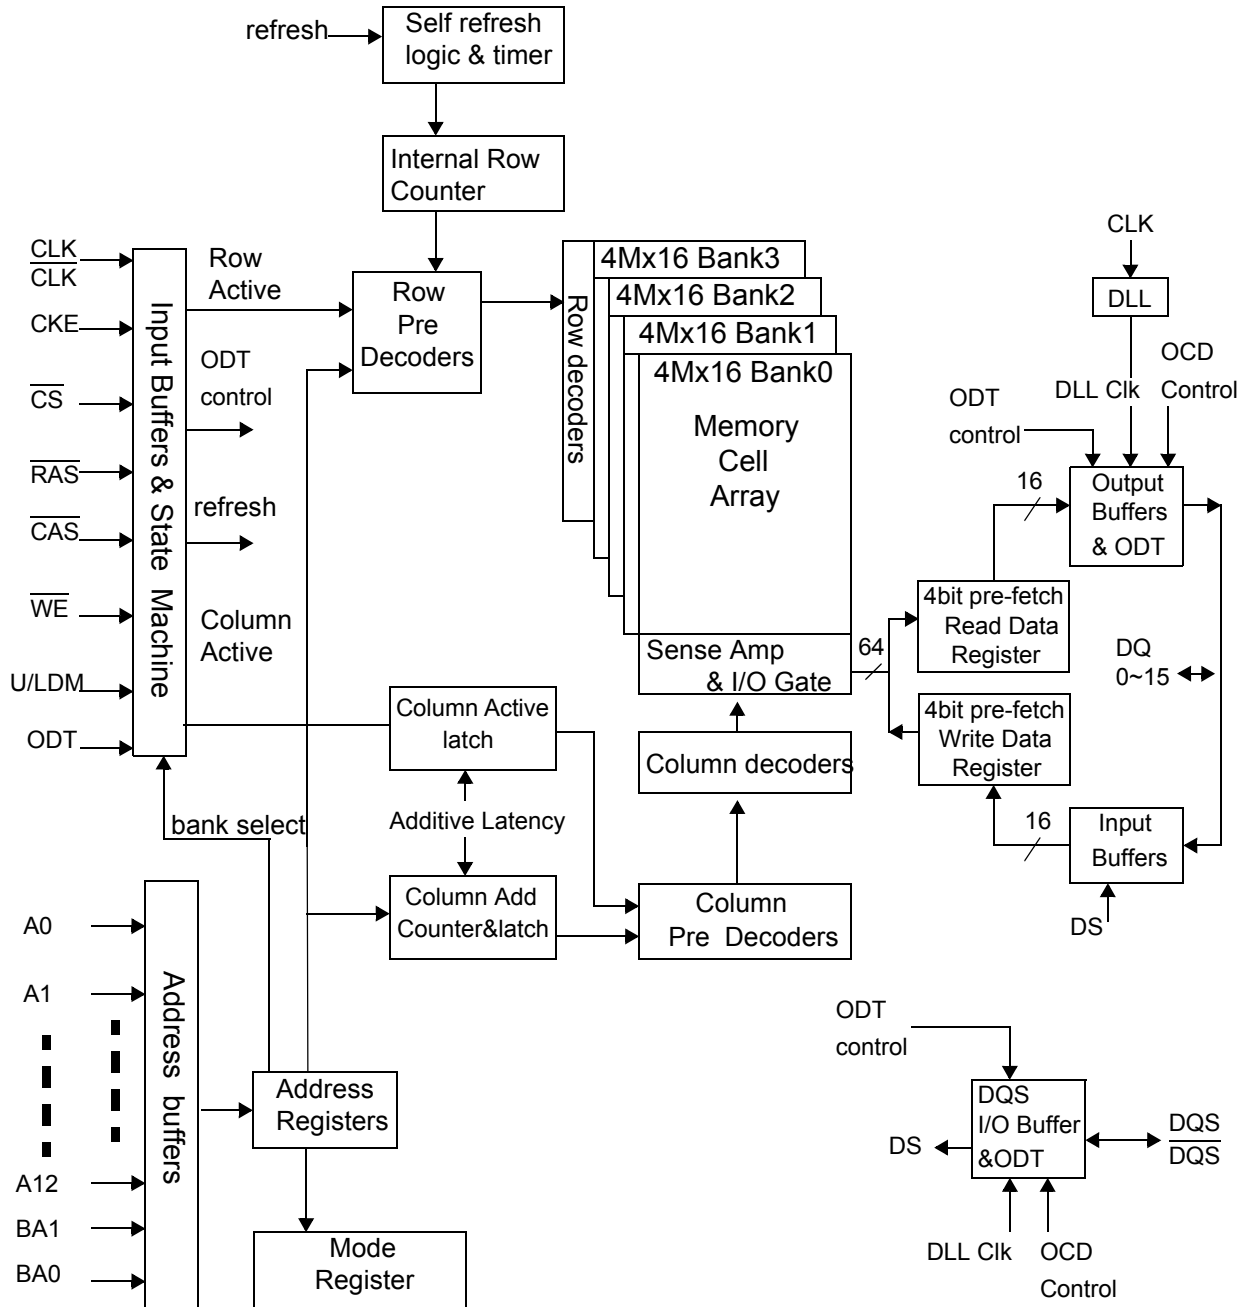 refresh
Self refresh
logic & timer
Internal Row
Counter
CLK
CLK
CKE
CS
RAS
CAS
WE
U/LDM
ODT
Input Buffers & State Machine
Row
Active
ODT
control
refresh
Column
Active
bank select
Row
Pre
Decoders
Row decoders
4Mx16 Bank3
4Mx16 Bank2
4Mx16 Bank1
4Mx16 Bank0
Memory
Cell
Array
Sense Amp
& I/O Gate
64
Column decoders
Column Active
latch
Additive Latency
Column Add
Counter&latch
Column
Pre Decoders
CLK
DLL
DLL Clk
OCD
Control
ODT
control
16
Output
Buffers
& ODT
4bit pre-fetch
Read Data
Register
4bit pre-fetch
Write Data
Register
DQ
0~15
16
Input
Buffers
DS
A0
A1
A12
BA1
BA0
Address buffers
Address
Registers
Mode
Register
ODT
control
DQS
I/O Buffer
&ODT
DS
DQS
DQS
DLL Clk
OCD
Control